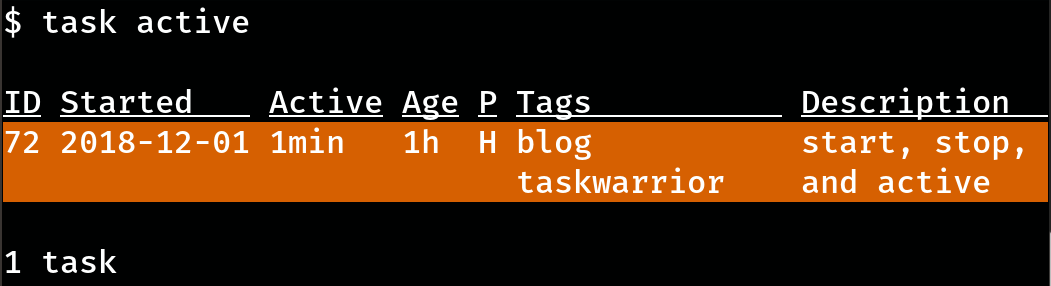 $ task active
ID Started Active Age P Tags Description
72 2018-12-01 1min 1h H blog start, stop,
taskwarrior and active
1 task